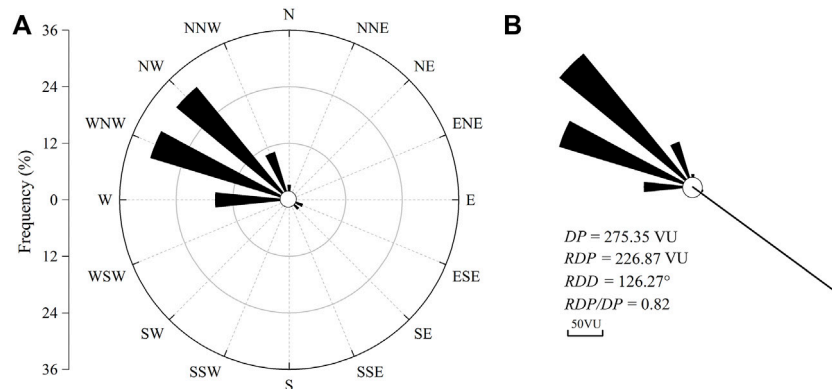 A
36
24
12
0
12
24
36
Frequency (%)
N
NNE
NE
ENE
E
ESE
SE
SSE
S
SSW
SW
WSW
W
WNW
NW
NNW
B
DP = 275.35 VU
RDP = 226.87 VU
RDD = 126.27°
RDP/DP = 0.82
50VU